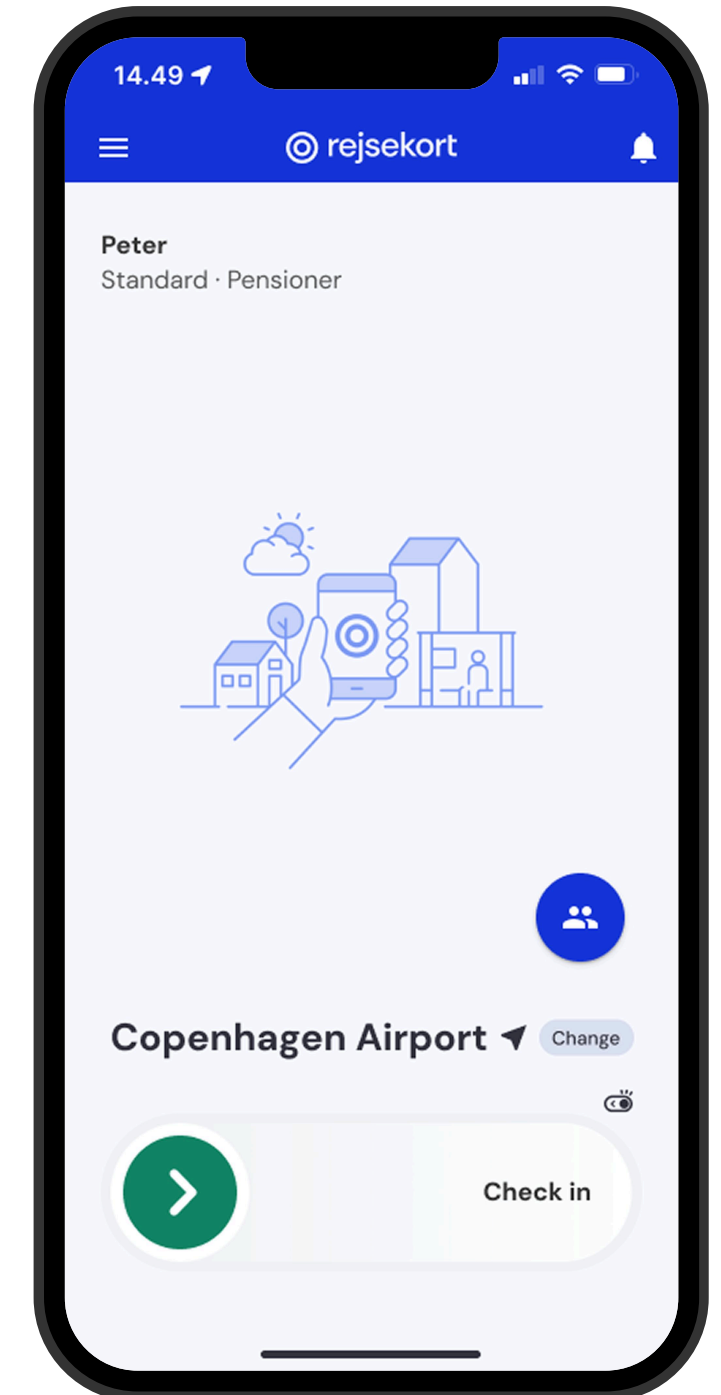 14.49
rejsekort
Peter
Standard · Pensioner
Copenhagen Airport
Change
Check in